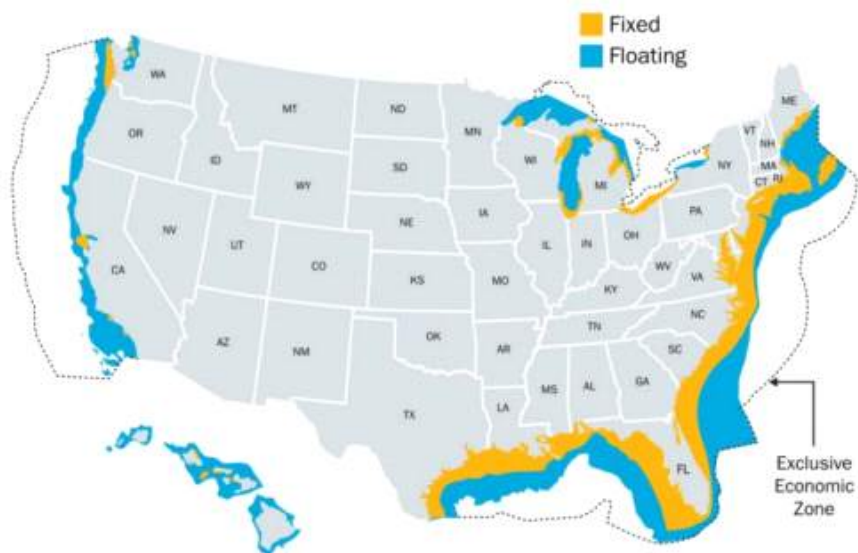 Fixed
Floating
WA
MT
ND
MN
ME
VT
NH
OR
ID
SD
WI
MI
NY
MA
CT
RI
WY
IA
PA
NE
NV
UT
IL
IN
OH
CO
WV
VA
CA
KS
MO
KY
NC
TN
AZ
NM
OK
AR
SC
MS
AL
GA
TX
LA
FL
Exclusive
Economic
Zone